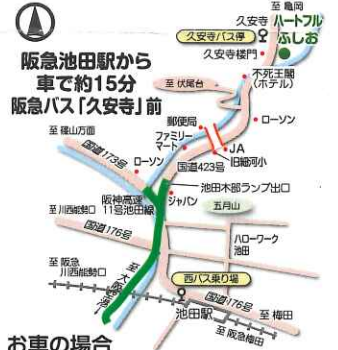 至 亀岡
久安寺
ハートフル
ふしお
久安寺バス停
久安寺楼門
阪急池田駅から
車で約15分
阪急バス「久安寺」前
至 伏尾台
不死王閣
(ホテル)
郵便局
ローソン
ファミリー
マート
至 篠山方面
JA
旧細河小
国道173号
ローソン
国道423号
池田木部ランプ出口
阪神高速
11号池田線
ジャパン
五月山
至 川西能勢口
国道176号
ハローワーク
池田
至 阪急
川西能勢口
西バス乗り場
国道176号
池田駅
至 梅田
至 阪急梅田
お車の場合